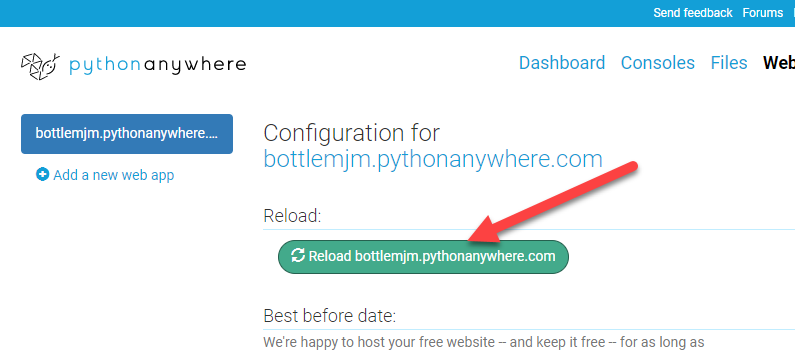 Send feedback Forums
pythonanywhere
Dashboard Consoles Files Web
bottlemjm.pythonanywhere....
Add a new web app
Configuration for
bottlemjm.pythonanywhere.com
Reload:
Reload bottlemjm.pythonanywhere.com
Best before date:
We're happy to host your free website -- and keep it free -- for as long as